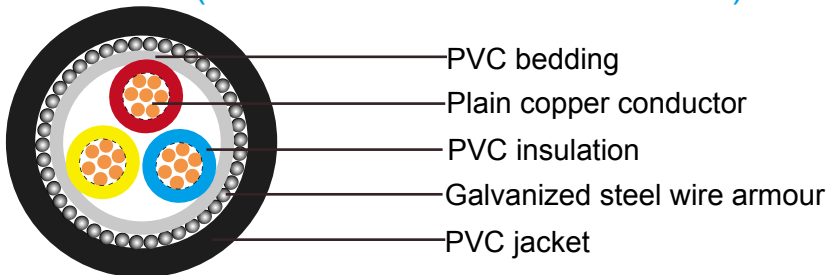 PVC bedding
Plain copper conductor
PVC insulation
Galvanized steel wire armour
PVC jacket